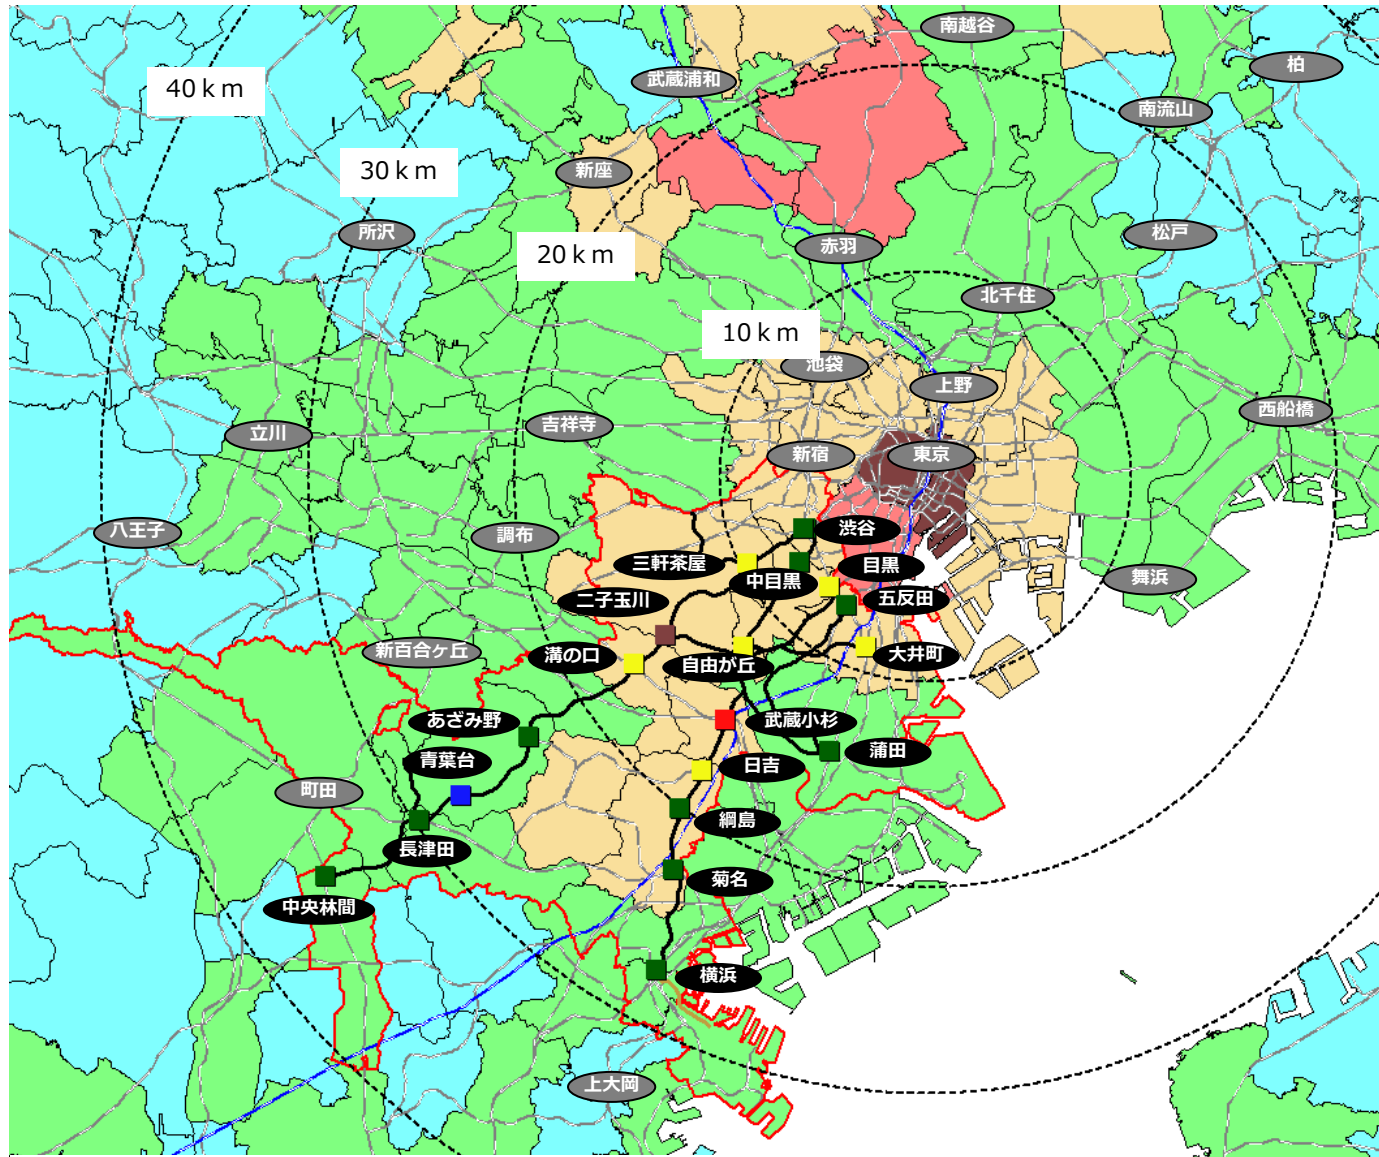 南越谷
柏
武蔵浦和
40ｋｍ
南流山
30ｋｍ
新座
所沢
松戸
20ｋｍ
赤羽
北千住
10ｋｍ
池袋
上野
西船橋
吉祥寺
立川
新宿
東京
八王子
調布
渋谷
三軒茶屋
中目黒
目黒
舞浜
二子玉川
五反田
新百合ヶ丘
溝の口
自由が丘
大井町
あざみ野
武蔵小杉
蒲田
青葉台
日吉
町田
綱島
長津田
菊名
中央林間
横浜
上大岡